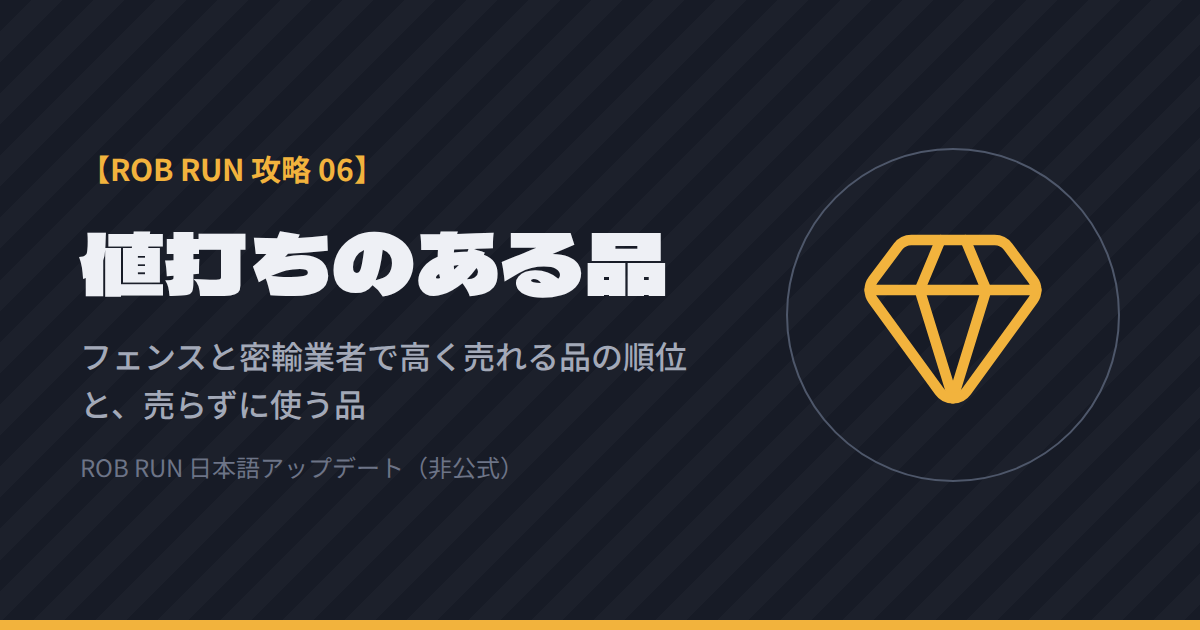 【ROB RUN 攻略 06】
値打ちのある品
フェンスと密輸業者で高く売れる品の順位
と、売らずに使う品
ROB RUN 日本語アップデート（非公式）